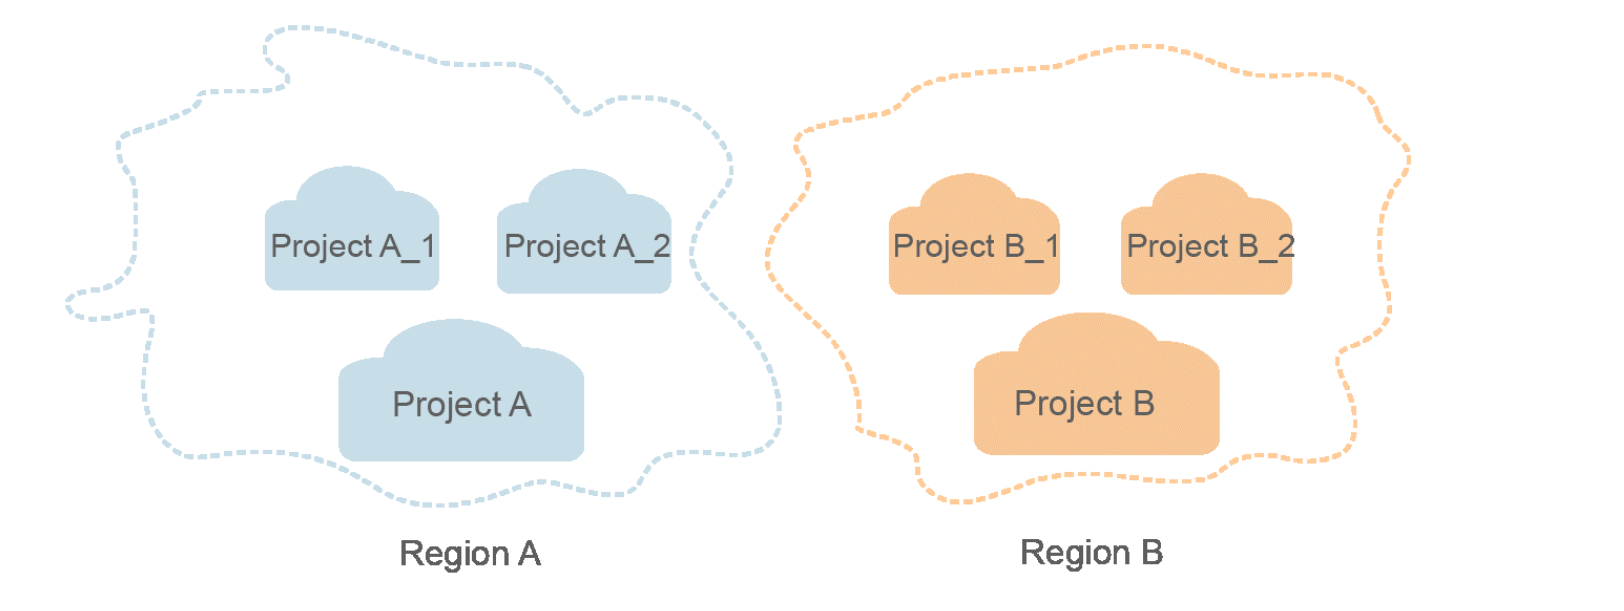 Project A_1
Project A_2
Project A
Region A
Project B_1
Project B_2
Project B
Region B